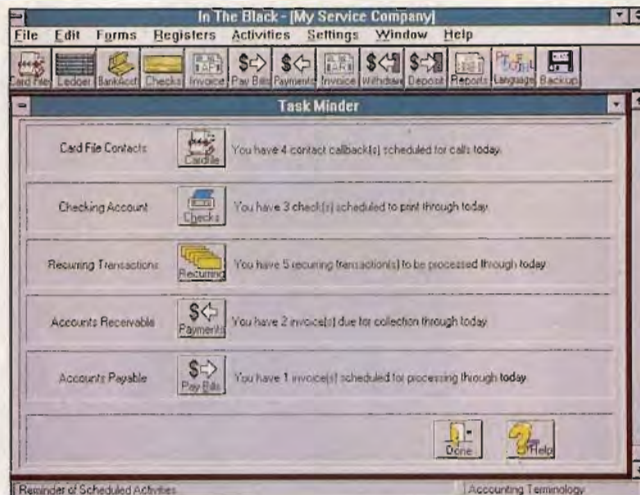 In The Black - [My Service Company]
File Edit Forms Registers Activities Settings Window Help
Card File Ledger BankAcct Checks Invoice Pay Bills Payments Invoice Withdraw Deposit Reports Language Backup
Task Minder
Card File Contacts Cardfile You have 4 contact callback(s) scheduled for calls today.
Checking Account Checks You have 3 check(s) scheduled to print through today.
Recurring Transactions Recurring You have 5 recurring transaction(s) to be processed through today.
Accounts Receivable Payments You have 2 invoice(s) due for collection through today.
Accounts Payable Pay Bills You have 1 invoice(s) scheduled for processing through today.
Done Help
Reminder of Scheduled Activities Accounting Terminology